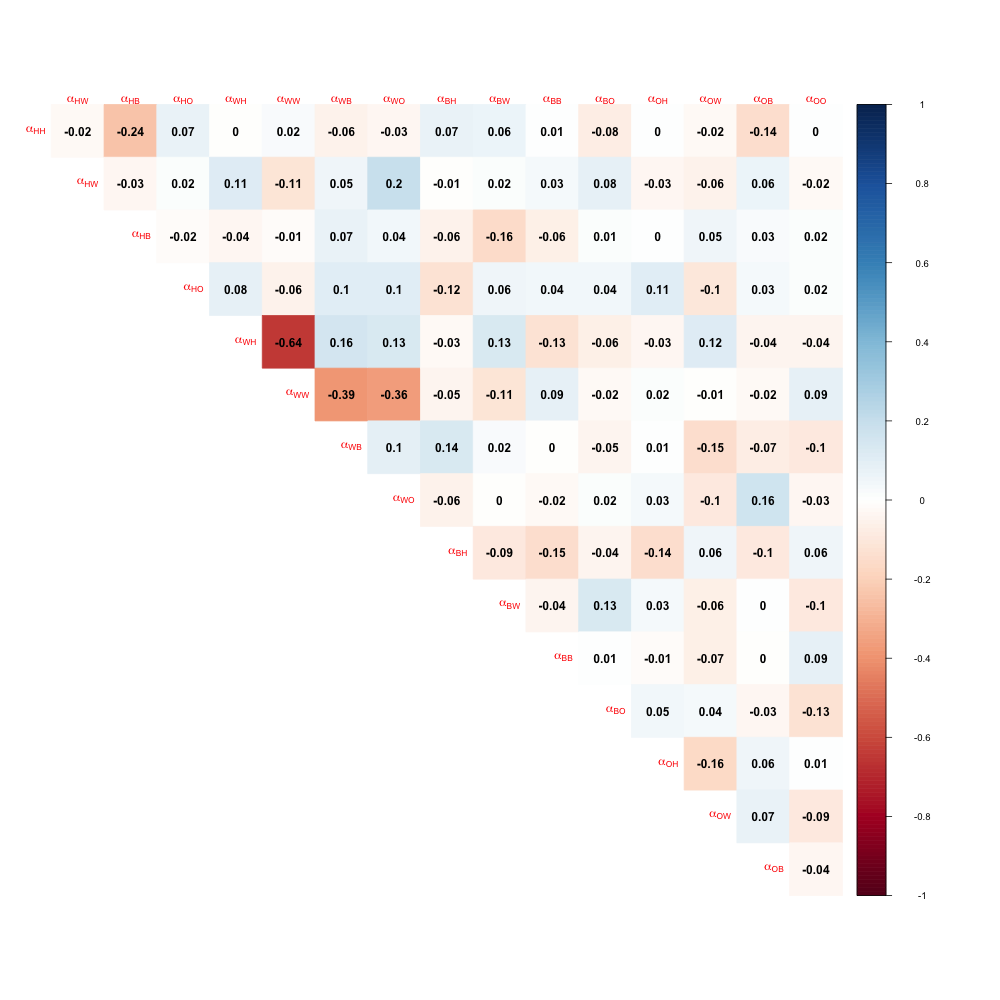 αHW αHB αHO αWH αWW αWB αWO αBH αBW αBB αBO αOH αOW αOB αOO 1
αHH -0.02 -0.24 0.07 0 0.02 -0.06 -0.03 0.07 0.06 0.01 -0.08 0 -0.02 -0.14 0
αHW -0.03 0.02 0.11 -0.11 0.05 0.2 -0.01 0.02 0.03 0.08 -0.03 -0.06 0.06 -0.02 0.8
αHB -0.02 -0.04 -0.01 0.07 0.04 -0.06 -0.16 -0.06 0.01 0 0.05 0.03 0.02
0.6
αHO 0.08 -0.06 0.1 0.1 -0.12 0.06 0.04 0.04 0.11 -0.1 0.03 0.02
αWH -0.64 0.16 0.13 -0.03 0.13 -0.13 -0.06 -0.03 0.12 -0.04 -0.04 0.4
αWW -0.39 -0.36 -0.05 -0.11 0.09 -0.02 0.02 -0.01 -0.02 0.09
0.2
αWB 0.1 0.14 0.02 0 -0.05 0.01 -0.15 -0.07 -0.1
αWO -0.06 0 -0.02 0.02 0.03 -0.1 0.16 -0.03 0
αBH -0.09 -0.15 -0.04 -0.14 0.06 -0.1 0.06
-0.2
αBW -0.04 0.13 0.03 -0.06 0 -0.1
αBB 0.01 -0.01 -0.07 0 0.09 -0.4
αBO 0.05 0.04 -0.03 -0.13
-0.6
αOH -0.16 0.06 0.01
αOW 0.07 -0.09 -0.8
αOB -0.04
-1